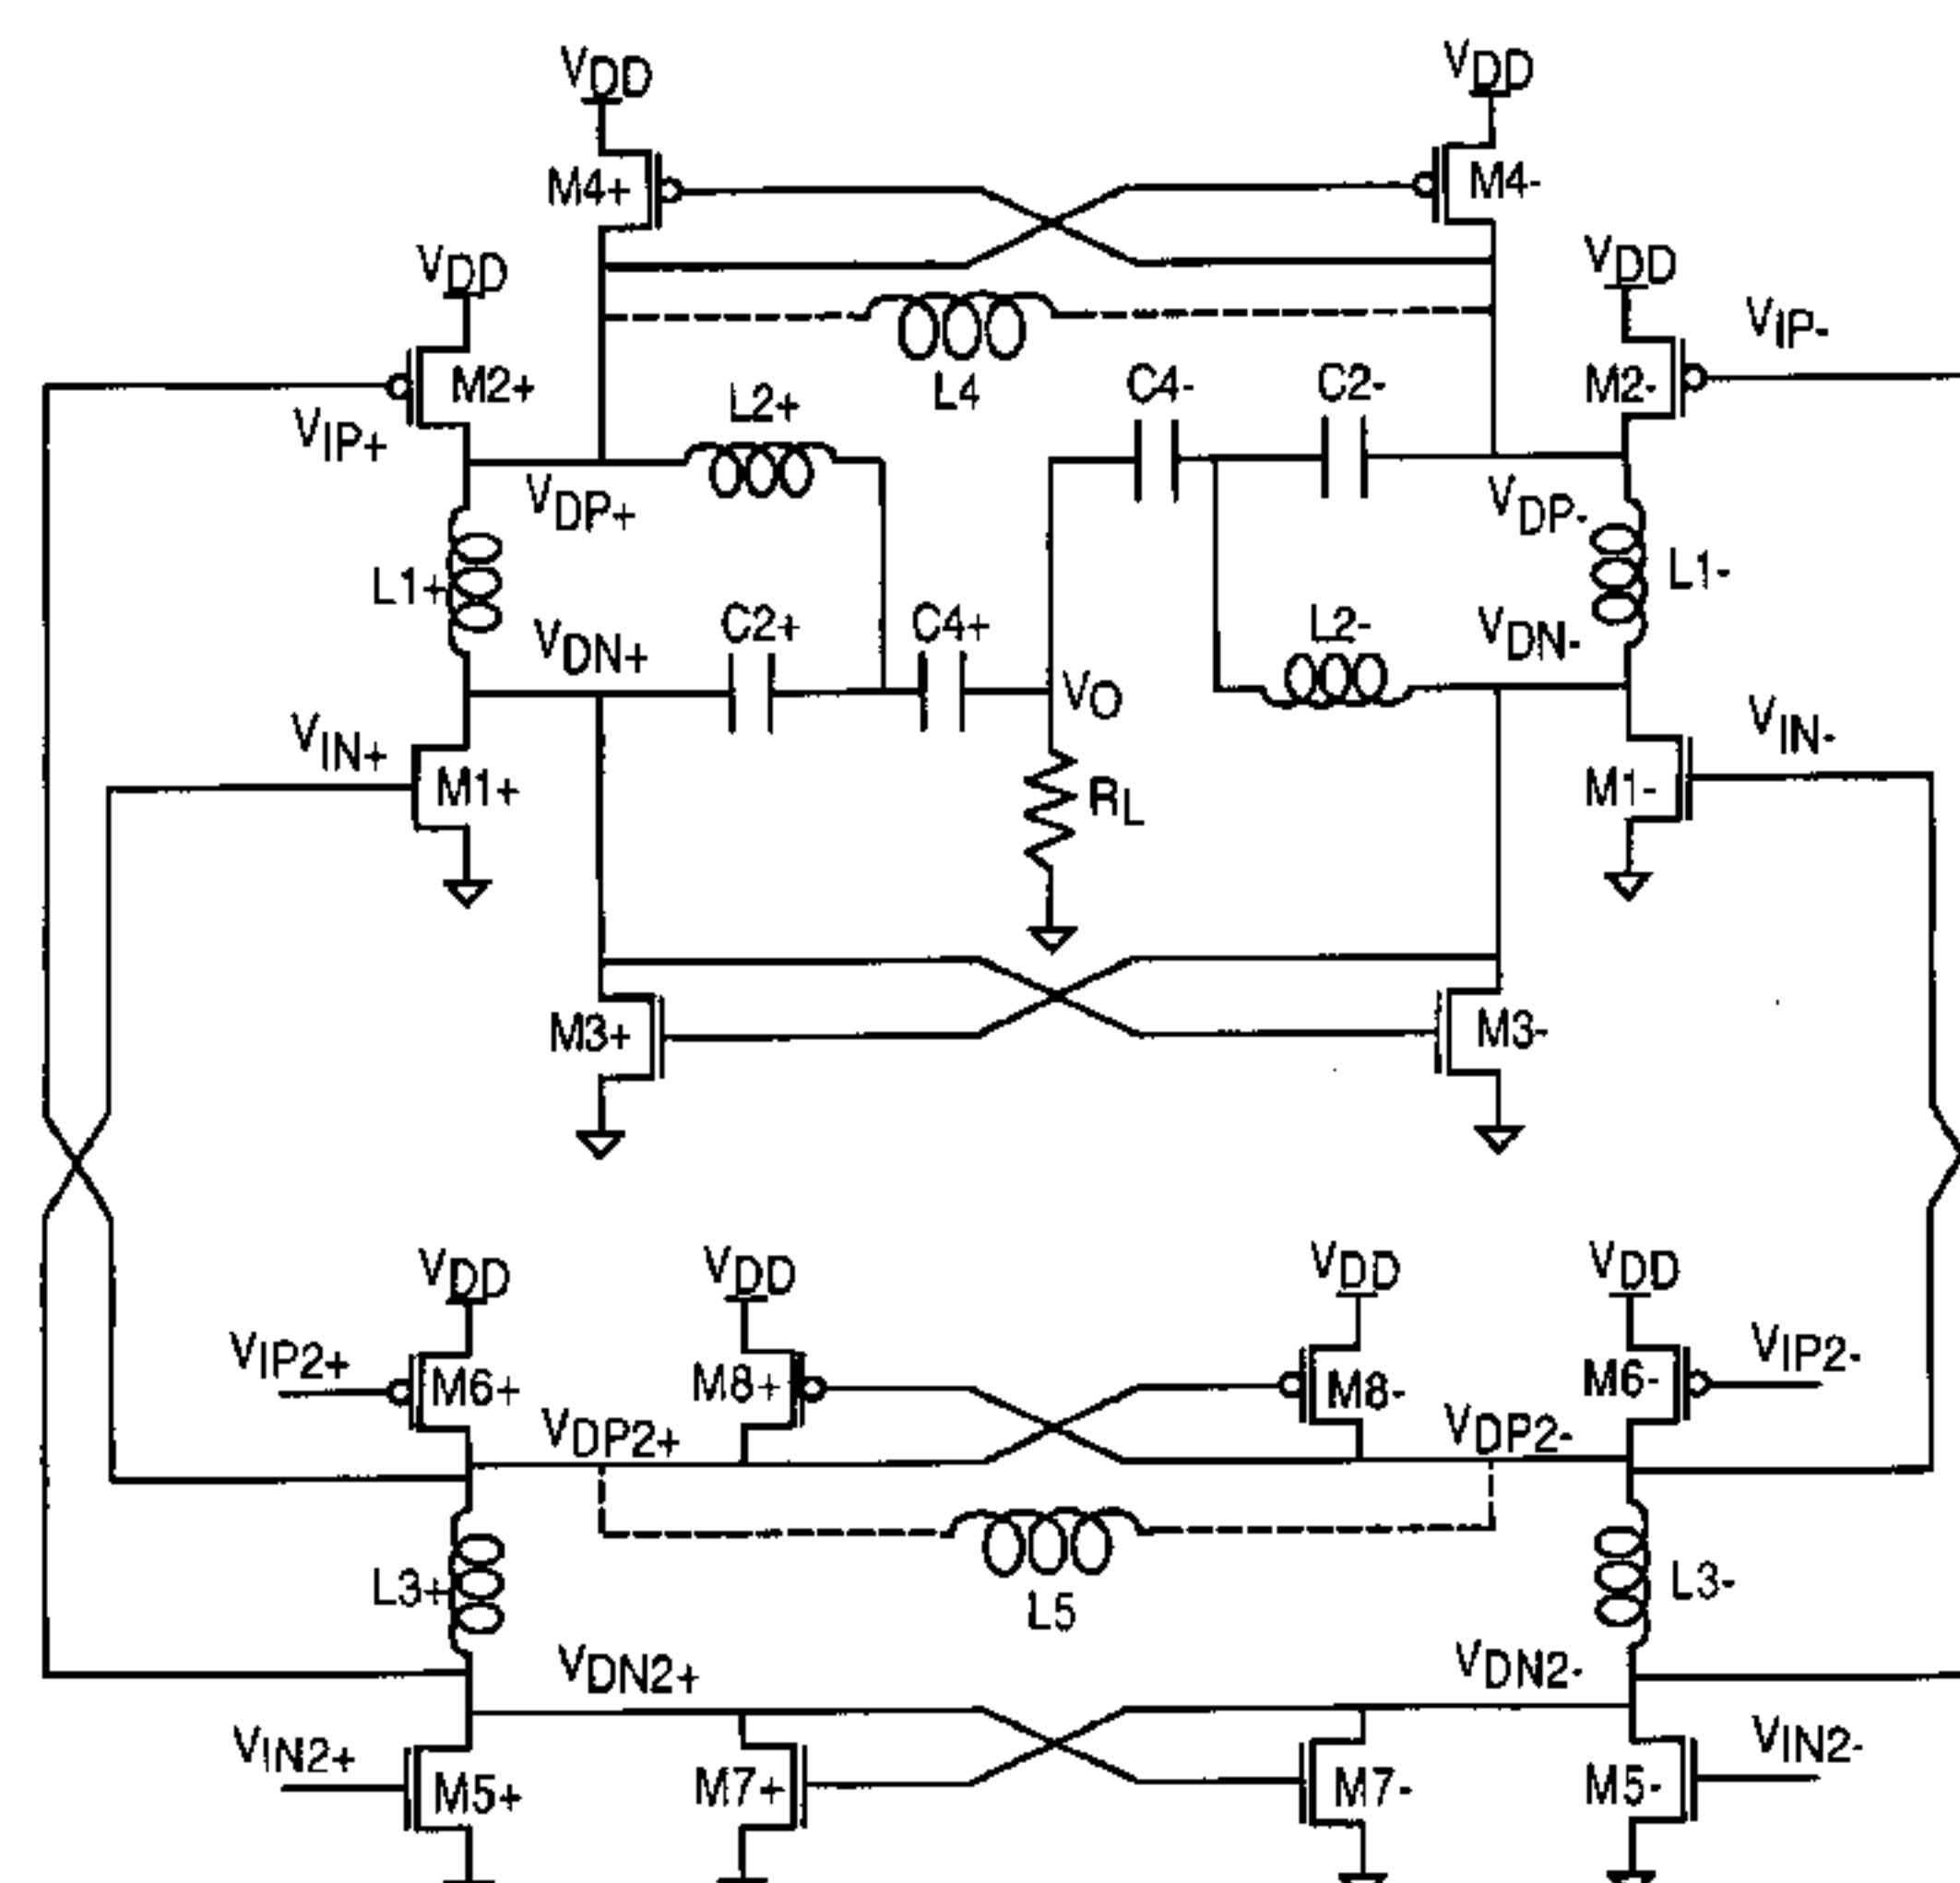 VDD
VDD
M4+
M4-
VDD
VDD
VIP-
M2+
L4
C4-
C2-
M2-
VIP+
L2+
VDP+
VDP-
L1+
L1-
VDN+
C2+
C4+
L2-
VDN-
VIN+
VO
VIN-
M1+
RL
M1-
M3+
M3-
VDD
VDD
VDD
VDD
VIP2+
VIP2-
M6+
M8+
M8-
M6-
VDP2+
VDP2-
L3+
L5
L3-
VDN2+
VDN2-
VIN2+
VIN2-
M5+
M7+
M7-
M5-